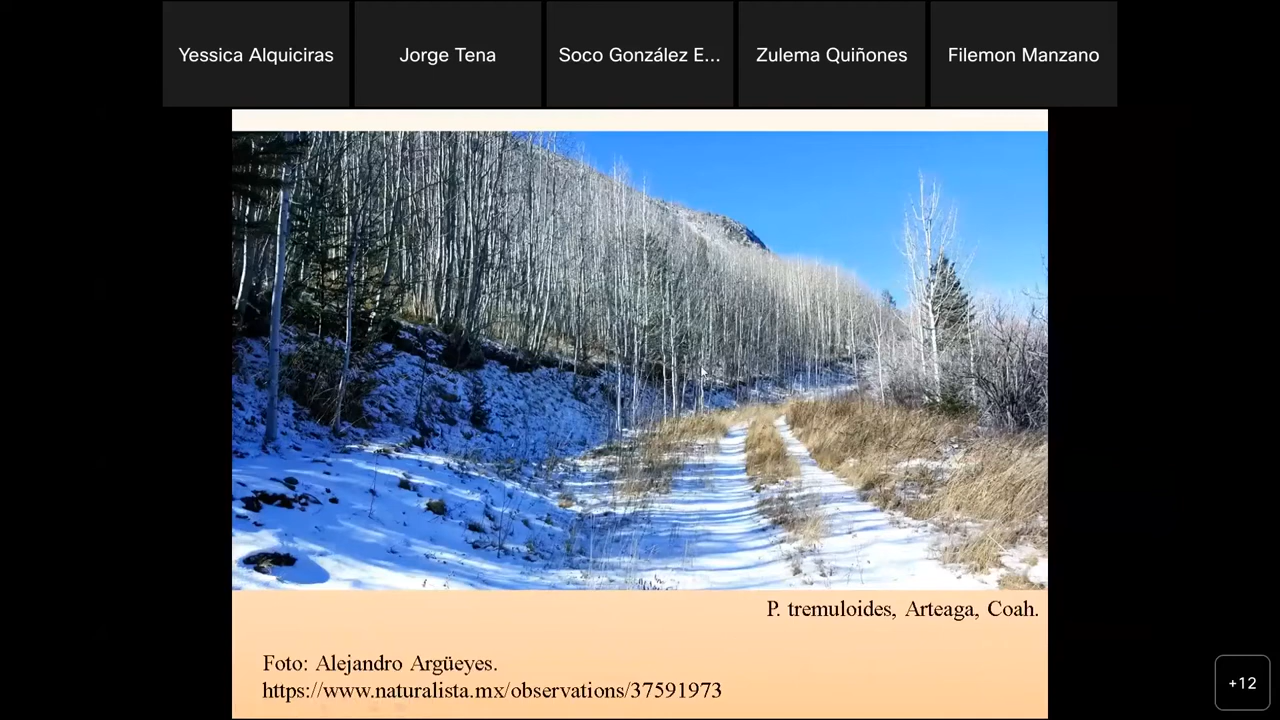 Yessica Alquiciras
Jorge Tena
Soco González E...
Zulema Quiñones
Filemon Manzano
P. tremuloides, Arteaga, Coah.
Foto: Alejandro Argüeyes.
https://www.naturalista.mx/observations/37591973
+12